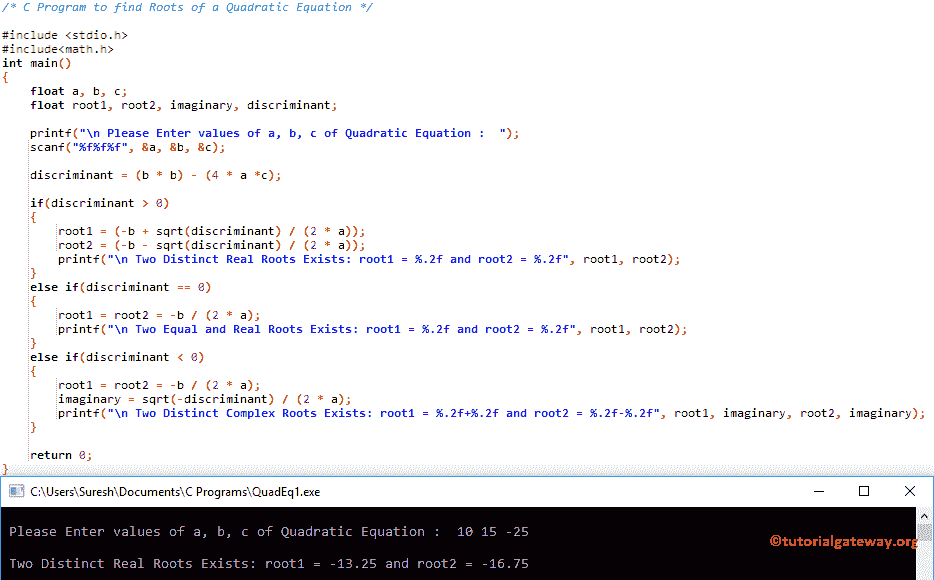 /* C Program to find Roots of a Quadratic Equation */
#include <stdio.h>
#include<math.h>
int main()
{
float a, b, c;
float root1, root2, imaginary, discriminant;
printf("\n Please Enter values of a, b, c of Quadratic Equation :  ");
scanf("%f%f%f", &a, &b, &c);
discriminant = (b * b) - (4 * a *c);
if(discriminant > 0)
{
root1 = (-b + sqrt(discriminant) / (2 * a));
root2 = (-b - sqrt(discriminant) / (2 * a));
printf("\n Two Distinct Real Roots Exists: root1 = %.2f and root2 = %.2f", root1, root2);
}
else if(discriminant == 0)
{
root1 = root2 = -b / (2 * a);
printf("\n Two Equal and Real Roots Exists: root1 = %.2f and root2 = %.2f", root1, root2);
}
else if(discriminant < 0)
{
root1 = root2 = -b / (2 * a);
imaginary = sqrt(-discriminant) / (2 * a);
printf("\n Two Distinct Complex Roots Exists: root1 = %.2f+%.2f and root2 = %.2f-%.2f", root1, imaginary, root2, imaginary);
}
return 0;
}
C:\Users\Suresh\Documents\C Programs\QuadEq1.exe
Please Enter values of a, b, c of Quadratic Equation :  10 15 -25
©tutorialgateway.org
Two Distinct Real Roots Exists: root1 = -13.25 and root2 = -16.75